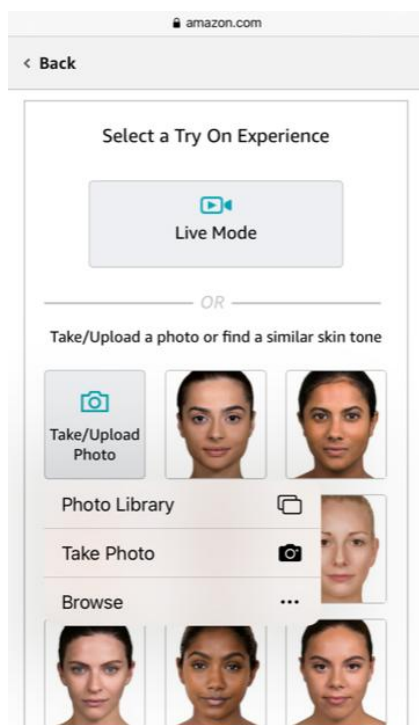 amazon.com
< Back
Select a Try On Experience
Live Mode
OR
Take/Upload a photo or find a similar skin tone
Take/Upload
Photo
Photo Library
Take Photo
Browse